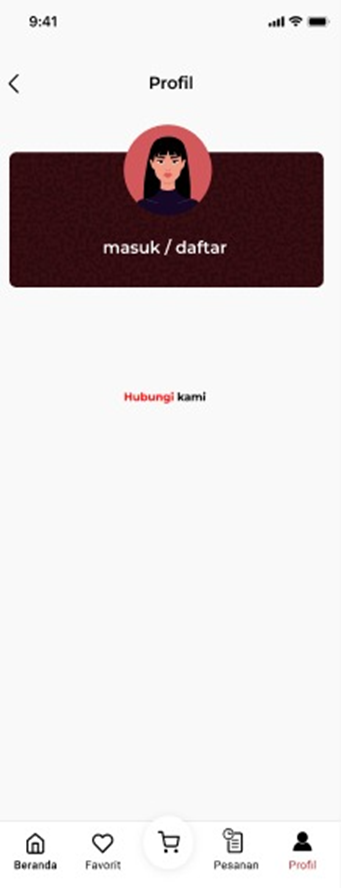 9:41
Profil
masuk / daftar
Hubungi kami
Beranda
Favorit
Pesanan
Profil